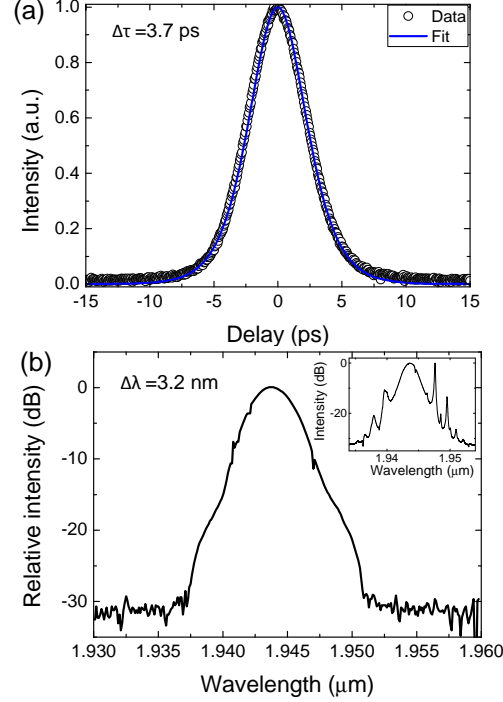 (a)
Δτ =3.7 ps
Data
Fit
Intensity (a.u.)
1.0
0.8
0.6
0.4
0.2
0.0
-15 -10 -5 0 5 10 15
Delay (ps)
(b)
Δλ =3.2 nm
Relative intensity (dB)
0
-10
-20
-30
1.930 1.935 1.940 1.945 1.950 1.955 1.960
Wavelength (μm)
Intensity (dB)
0
-20
1.94 1.95
Wavelength (μm)